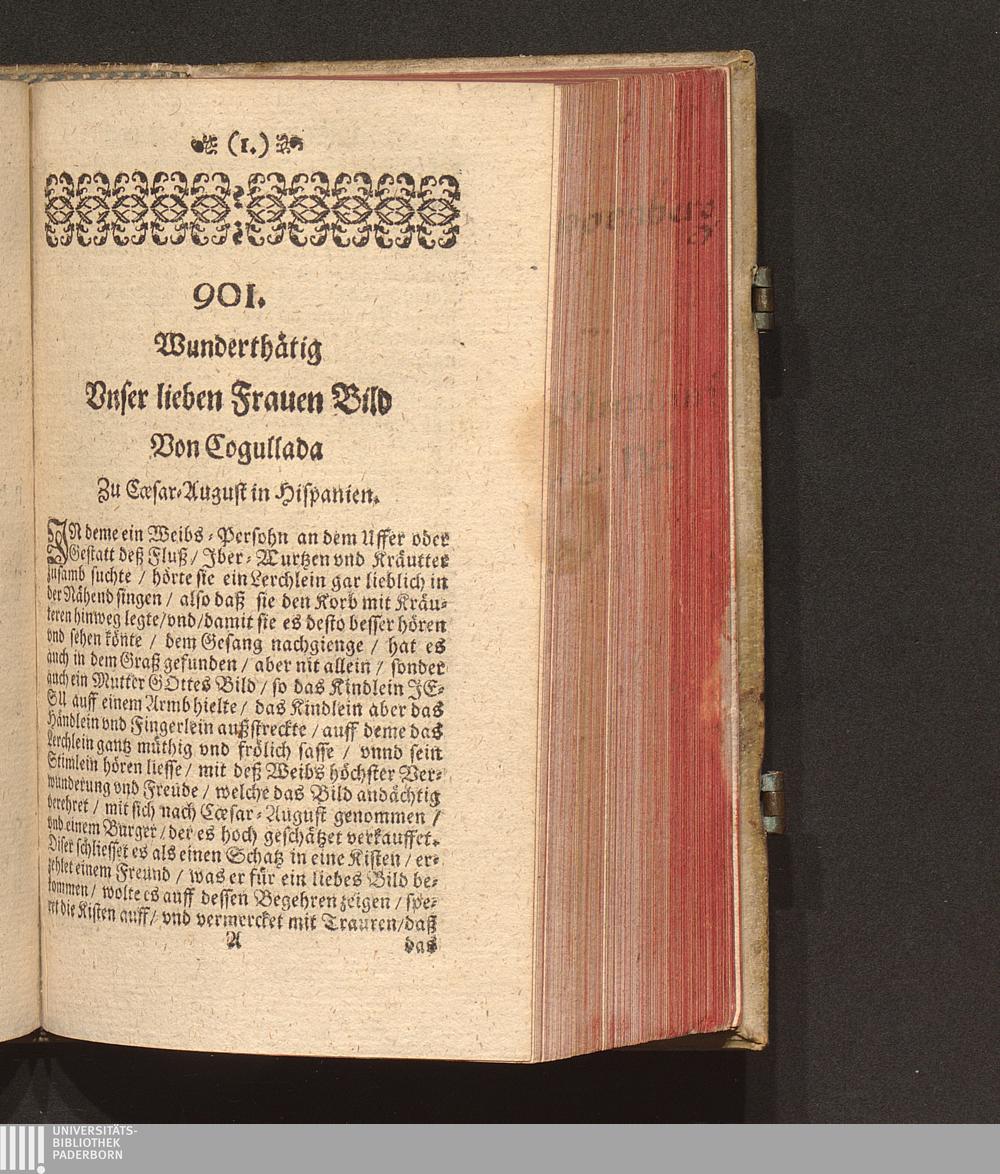 (1.)
901.
Wunderthätig
Vnser lieben Frauen Bild
Von Cogullada
Zu Cæsar-August in Hispanien.
IN deme ein Weibs-Persohn an dem Uffer oder
Gestatt deß Fluß / Iber-Wurtzen vnd Kräutter
zusamb suchte / hörte sie ein Lerchlein gar lieblich in
der Nähend singen / also daß sie den Korb mit Kräu-
teren hinweg legte/vnd/damit sie es desto besser hören
vnd sehen könte / dem Gesang nachgienge / hat es
auch in dem Graß gefunden / aber nit allein / sonder
auch ein Mutter GOttes Bild / so das Kindlein JE-
SU auff einem Armb hielte / das Kindlein aber das
Händlein vnd Fingerlein außstreckte / auff deme das
Lerchlein gantz müthig vnd frölich sasse / vnnd sein
Stimlein hören liesse / mit deß Weibs höchster Ver-
wunderung vnd Freude / welche das Bild andächtig
verehret / mit sich nach Cæsar-August genommen /
vnd einem Burger / der es hoch geschätzet verkauffet.
Diser schliesset es als einen Schatz in eine Kisten / er-
zehlet einem Freund / was er für ein liebes Bild be-
kommen / wolte es auff dessen Begehren zeigen / spe-
ret die Kisten auff / vnd vermercket mit Trauren/daß
A das
UNIVERSITÄTS-
BIBLIOTHEK
PADERBORN